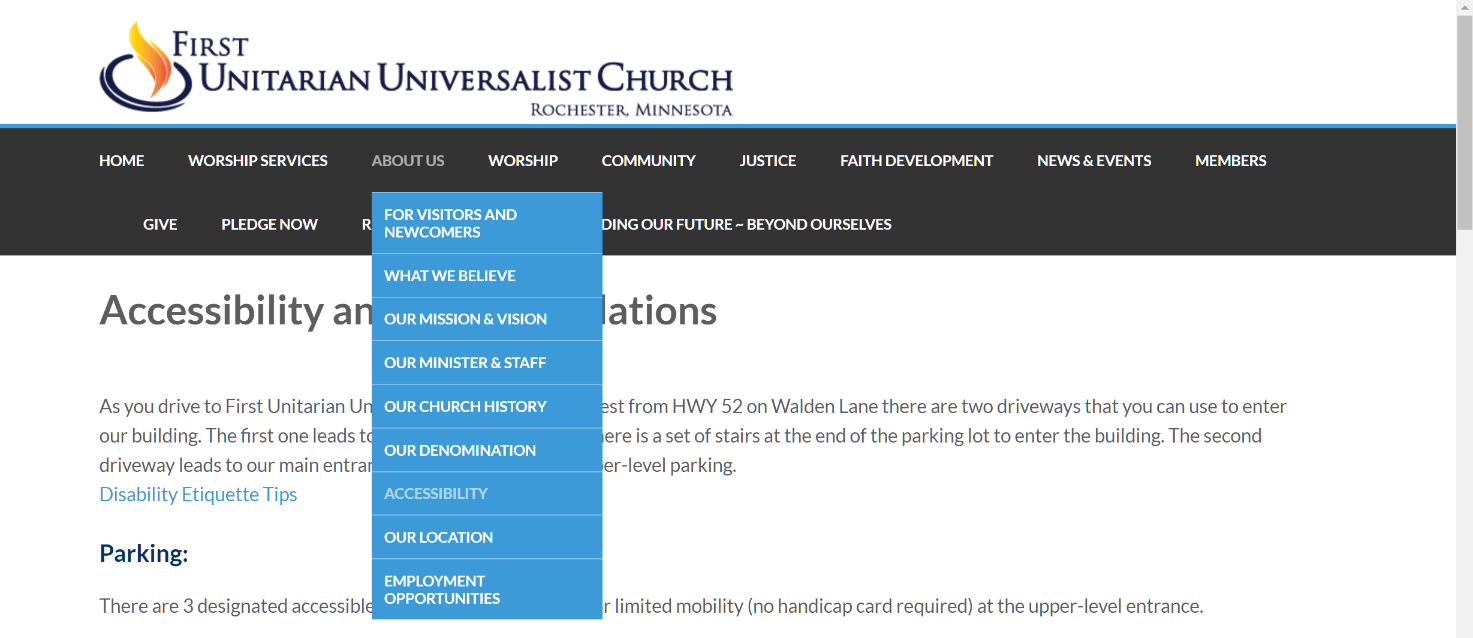 FIRST
UNITARIAN UNIVERSALIST CHURCH
ROCHESTER, MINNESOTA
HOME WORSHIP SERVICES ABOUT US WORSHIP COMMUNITY JUSTICE FAITH DEVELOPMENT NEWS & EVENTS MEMBERS
GIVE PLEDGE NOW R DING OUR FUTURE ~ BEYOND OURSELVES
FOR VISITORS AND
NEWCOMERS
WHAT WE BELIEVE
OUR MISSION & VISION
OUR MINISTER & STAFF
OUR CHURCH HISTORY
OUR DENOMINATION
ACCESSIBILITY
OUR LOCATION
EMPLOYMENT
OPPORTUNITIES
Accessibility an lations
As you drive to First Unitarian Un est from HWY 52 on Walden Lane there are two driveways that you can use to enter
our building. The first one leads to ere is a set of stairs at the end of the parking lot to enter the building. The second
driveway leads to our main entran er-level parking.
Disability Etiquette Tips
Parking:
There are 3 designated accessible r limited mobility (no handicap card required) at the upper-level entrance.